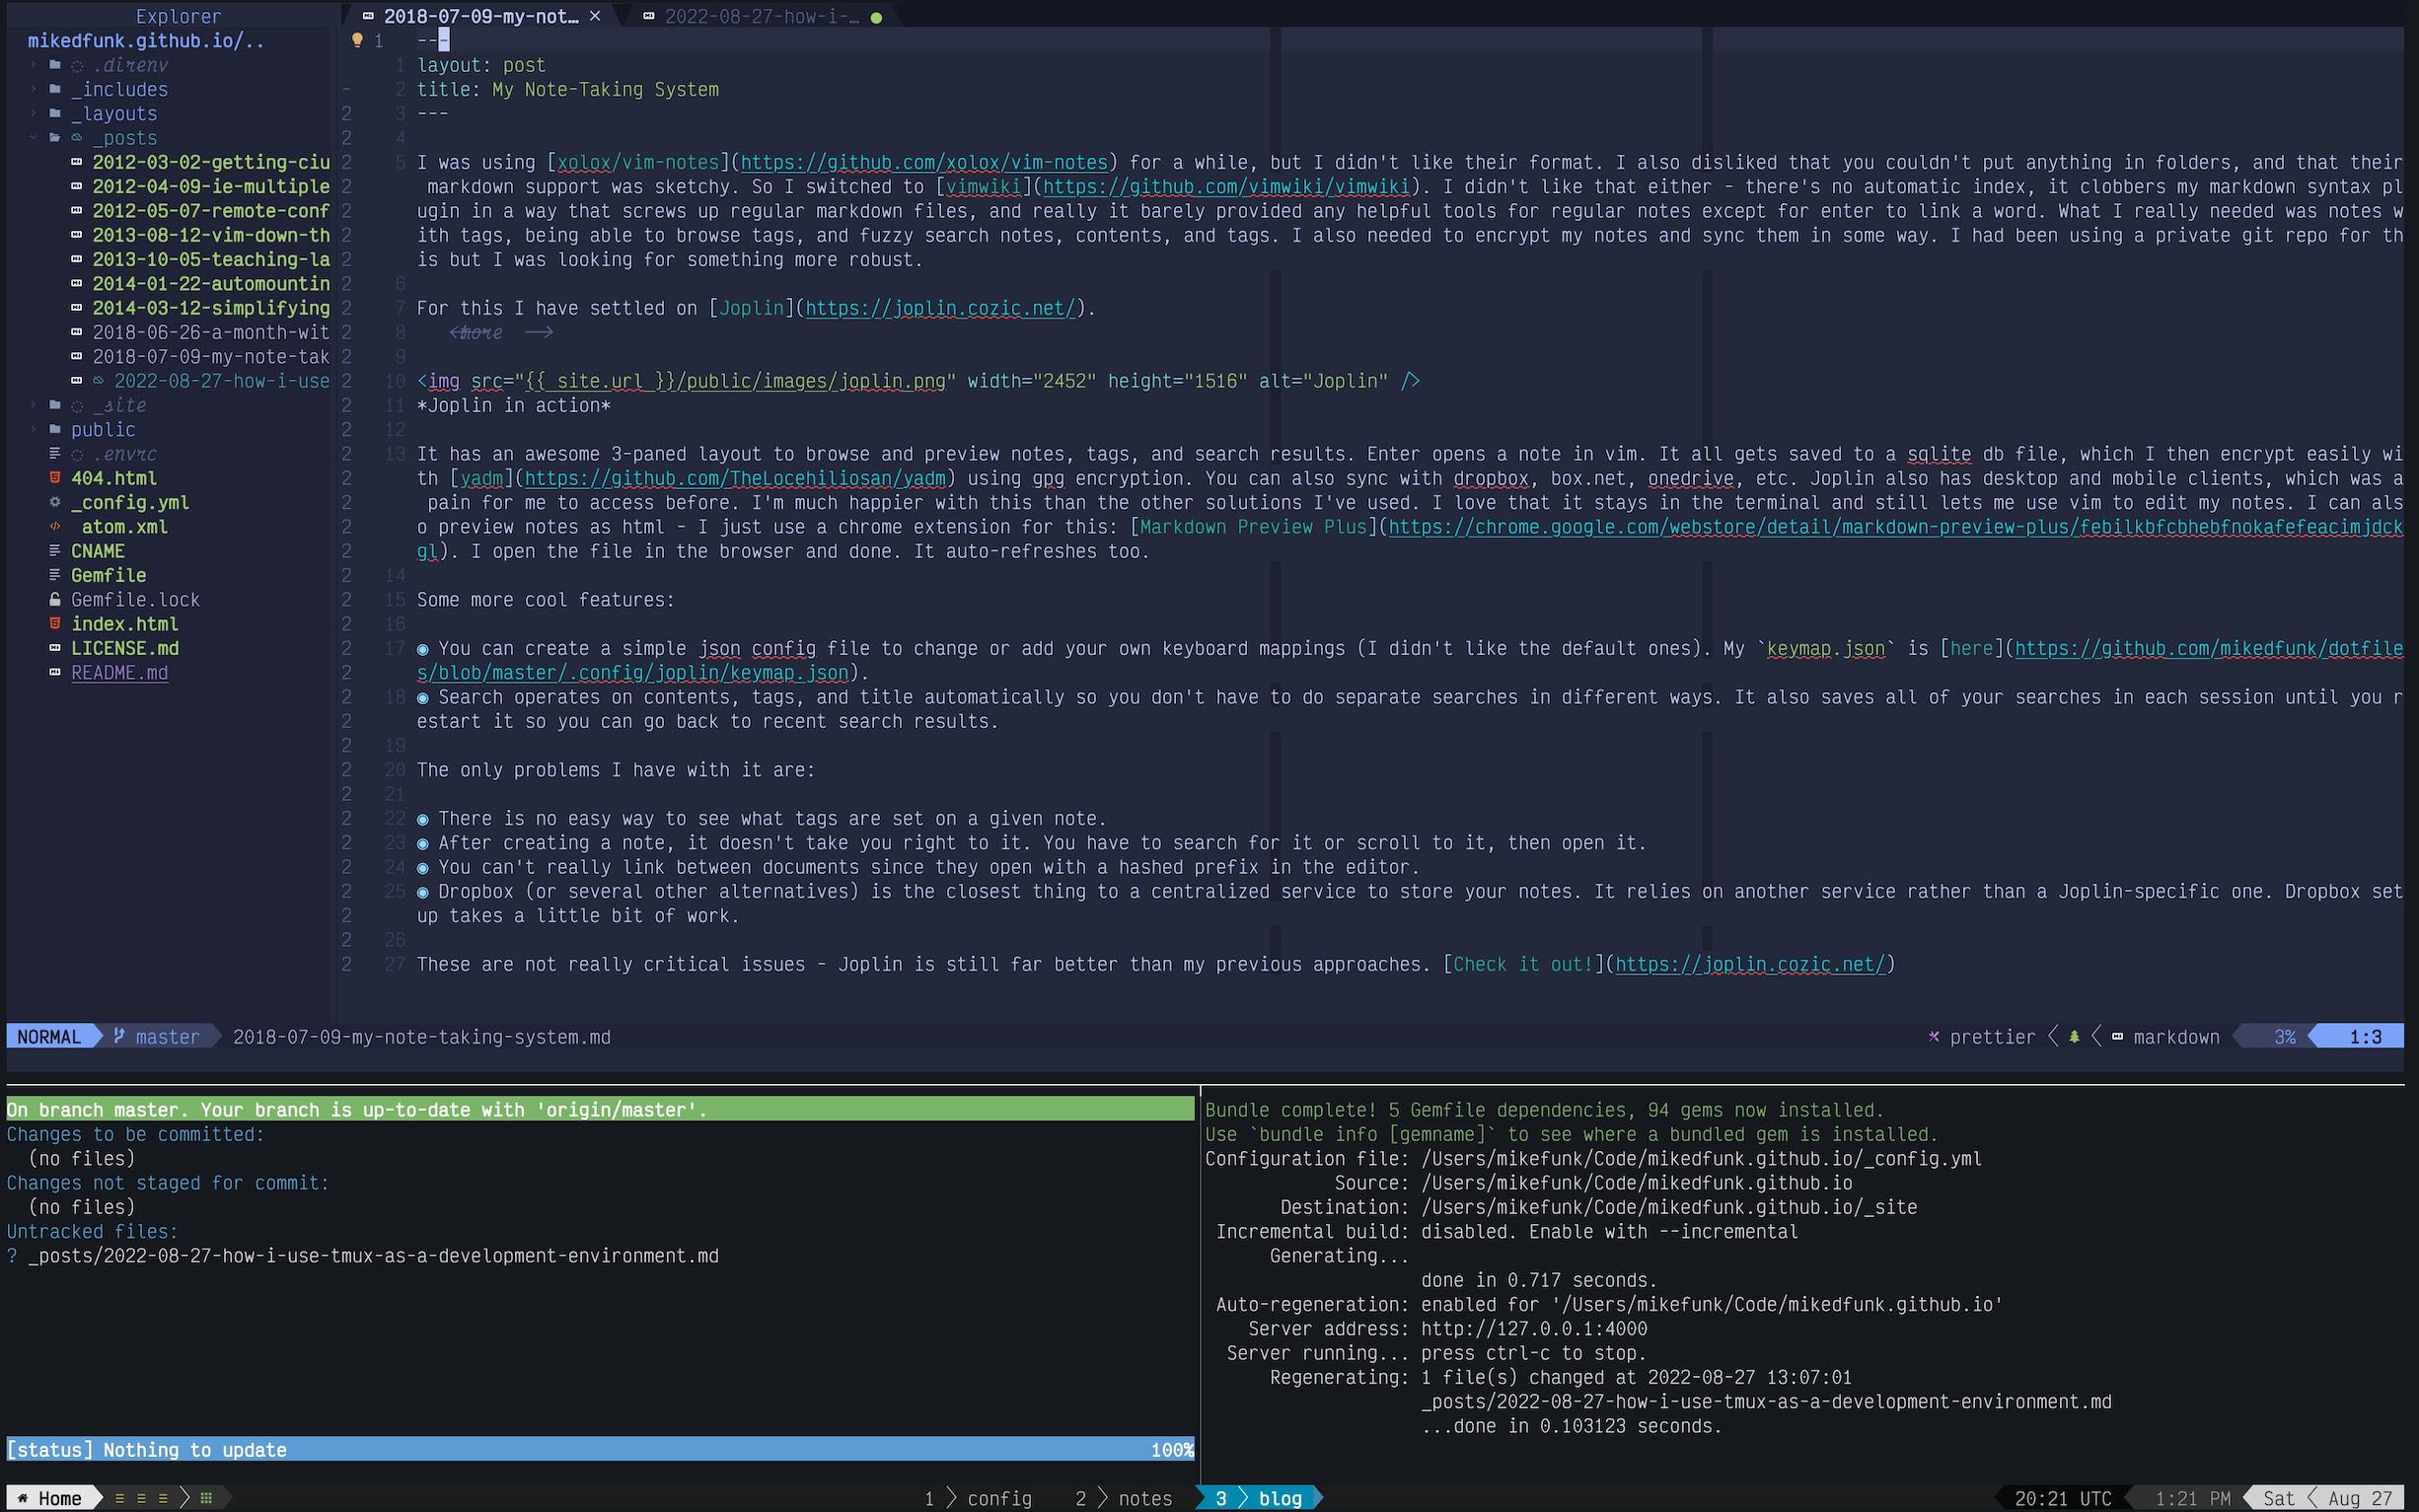 Explorer
2018-07-09-my-not… ×
2022-08-27-how-i-… ●
mikedfunk.github.io/..
.direnv
_includes
_layouts
_posts
2012-03-02-getting-ciu
2012-04-09-ie-multiple
2012-05-07-remote-conf
2013-08-12-vim-down-th
2013-10-05-teaching-la
2014-01-22-automountin
2014-03-12-simplifying
2018-06-26-a-month-wit
2018-07-09-my-note-tak
2022-08-27-how-i-use
_site
public
.envrc
404.html
_config.yml
atom.xml
CNAME
Gemfile
Gemfile.lock
index.html
LICENSE.md
README.md
1 ---
1 layout: post
2 title: My Note-Taking System
3 ---
4
5 I was using [xolox/vim-notes](https://github.com/xolox/vim-notes) for a while, but I didn't like their format. I also disliked that you couldn't put anything in folders, and that their
markdown support was sketchy. So I switched to [vimwiki](https://github.com/vimwiki/vimwiki). I didn't like that either - there's no automatic index, it clobbers my markdown syntax pl
ugin in a way that screws up regular markdown files, and really it barely provided any helpful tools for regular notes except for enter to link a word. What I really needed was notes w
ith tags, being able to browse tags, and fuzzy search notes, contents, and tags. I also needed to encrypt my notes and sync them in some way. I had been using a private git repo for th
is but I was looking for something more robust.
6
7 For this I have settled on [Joplin](https://joplin.cozic.net/).
8 more
9
10 <img src="{{ site.url }}/public/images/joplin.png" width="2452" height="1516" alt="Joplin" />
11 *Joplin in action*
12
13 It has an awesome 3-paned layout to browse and preview notes, tags, and search results. Enter opens a note in vim. It all gets saved to a sqlite db file, which I then encrypt easily wi
th [yadm](https://github.com/TheLocehiliosan/yadm) using gpg encryption. You can also sync with dropbox, box.net, onedrive, etc. Joplin also has desktop and mobile clients, which was a
pain for me to access before. I'm much happier with this than the other solutions I've used. I love that it stays in the terminal and still lets me use vim to edit my notes. I can als
o preview notes as html - I just use a chrome extension for this: [Markdown Preview Plus](https://chrome.google.com/webstore/detail/markdown-preview-plus/febilkbfcbhebfnokafefeacimjdck
gl). I open the file in the browser and done. It auto-refreshes too.
14
15 Some more cool features:
16
17 ◉ You can create a simple json config file to change or add your own keyboard mappings (I didn't like the default ones). My `keymap.json` is [here](https://github.com/mikedfunk/dotfile
s/blob/master/.config/joplin/keymap.json).
18 ◉ Search operates on contents, tags, and title automatically so you don't have to do separate searches in different ways. It also saves all of your searches in each session until you r
estart it so you can go back to recent search results.
19
20 The only problems I have with it are:
21
22 ◉ There is no easy way to see what tags are set on a given note.
23 ◉ After creating a note, it doesn't take you right to it. You have to search for it or scroll to it, then open it.
24 ◉ You can't really link between documents since they open with a hashed prefix in the editor.
25 ◉ Dropbox (or several other alternatives) is the closest thing to a centralized service to store your notes. It relies on another service rather than a Joplin-specific one. Dropbox set
up takes a little bit of work.
26
27 These are not really critical issues - Joplin is still far better than my previous approaches. [Check it out!](https://joplin.cozic.net/)
NORMAL master 2018-07-09-my-note-taking-system.md prettier markdown 3% 1:3
On branch master. Your branch is up-to-date with 'origin/master'.
Changes to be committed:
(no files)
Changes not staged for commit:
(no files)
Untracked files:
? _posts/2022-08-27-how-i-use-tmux-as-a-development-environment.md
[status] Nothing to update 100%
Bundle complete! 5 Gemfile dependencies, 94 gems now installed.
Use `bundle info [gemname]` to see where a bundled gem is installed.
Configuration file: /Users/mikefunk/Code/mikedfunk.github.io/_config.yml
Source: /Users/mikefunk/Code/mikedfunk.github.io
Destination: /Users/mikefunk/Code/mikedfunk.github.io/_site
Incremental build: disabled. Enable with --incremental
Generating...
done in 0.717 seconds.
Auto-regeneration: enabled for '/Users/mikefunk/Code/mikedfunk.github.io'
Server address: http://127.0.0.1:4000
Server running... press ctrl-c to stop.
Regenerating: 1 file(s) changed at 2022-08-27 13:07:01
_posts/2022-08-27-how-i-use-tmux-as-a-development-environment.md
...done in 0.103123 seconds.
Home 1 config 2 notes 3 blog 20:21 UTC 1:21 PM Sat Aug 27